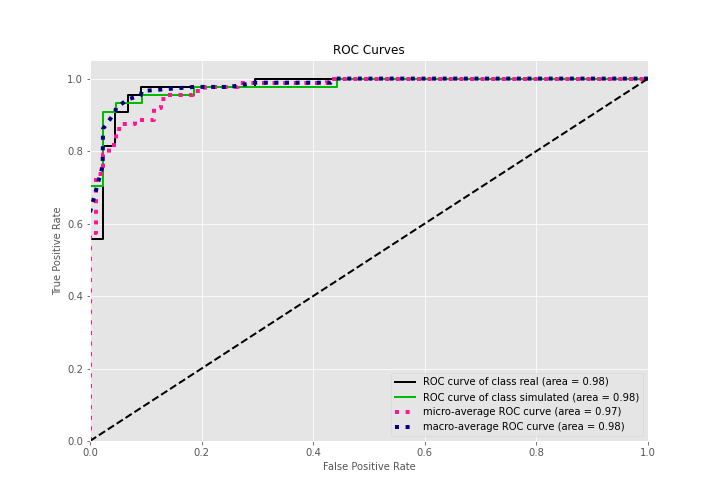 ROC Curves
True Positive Rate
1.0
0.8
0.6
0.4
0.2
0.0
0.0 0.2 0.4 0.6 0.8 1.0
False Positive Rate
ROC curve of class real (area = 0.98)
ROC curve of class simulated (area = 0.98)
micro-average ROC curve (area = 0.97)
macro-average ROC curve (area = 0.98)